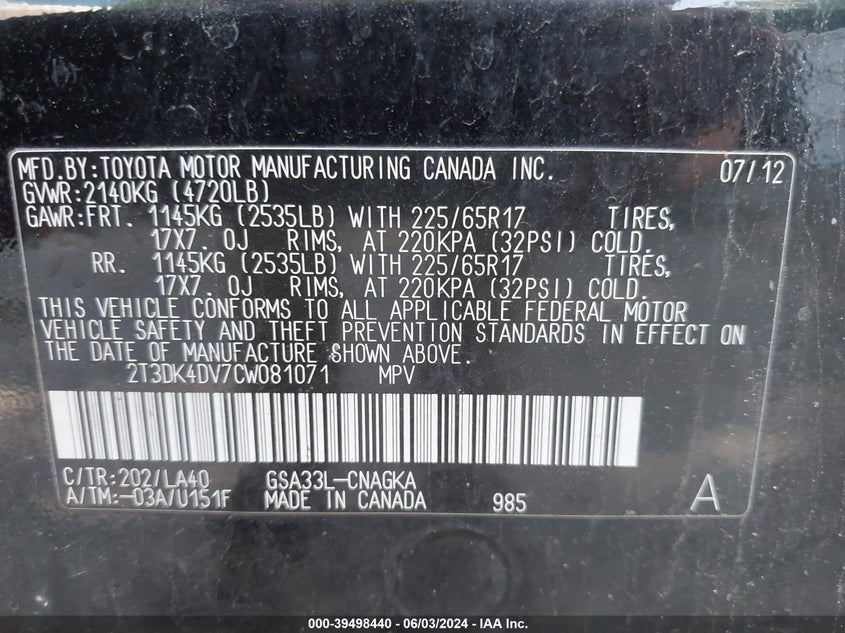 MFD.BY:TOYOTA MOTOR MANUFACTURING CANADA INC. 07/12
GVWR:2140KG (4720LB)
GAWR:FRT. 1145KG (2535LB) WITH 225/65R17 TIRES,
17X7.0J RIMS, AT 220KPA (32PSI) COLD.
RR. 1145KG (2535LB) WITH 225/65R17 TIRES,
17X7.0J RIMS, AT 220KPA (32PSI) COLD.
THIS VEHICLE CONFORMS TO ALL APPLICABLE FEDERAL MOTOR
VEHICLE SAFETY AND THEFT PREVENTION STANDARDS IN EFFECT ON
THE DATE OF MANUFACTURE SHOWN ABOVE.
2T3DK4DV7CW081071 MPV
C/TR:202/LA40 GSA33L-CNAGKA
A/TM:-03A/U151F MADE IN CANADA 985 A
000-39498440 - 06/03/2024 - IAA Inc.